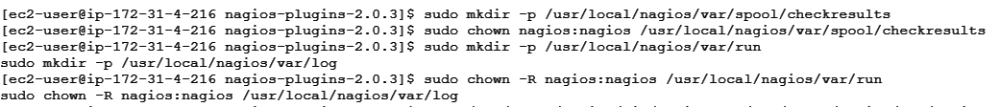 [ec2-user@ip-172-31-4-216 nagios-plugins-2.0.3]$ sudo mkdir -p /usr/local/nagios/var/spool/checkresults
[ec2-user@ip-172-31-4-216 nagios-plugins-2.0.3]$ sudo chown nagios:nagios /usr/local/nagios/var/spool/checkresults
[ec2-user@ip-172-31-4-216 nagios-plugins-2.0.3]$ sudo mkdir -p /usr/local/nagios/var/run
sudo mkdir -p /usr/local/nagios/var/log
[ec2-user@ip-172-31-4-216 nagios-plugins-2.0.3]$ sudo chown -R nagios:nagios /usr/local/nagios/var/run
sudo chown -R nagios:nagios /usr/local/nagios/var/log